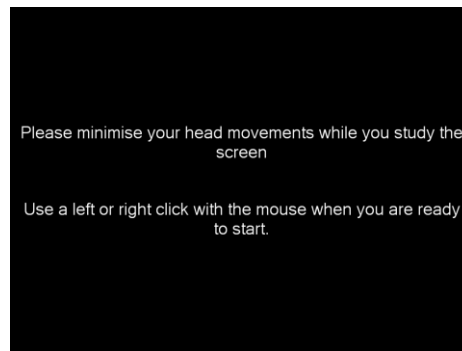 Please minimise your head movements while you study the
screen
Use a left or right click with the mouse when you are ready
to start.